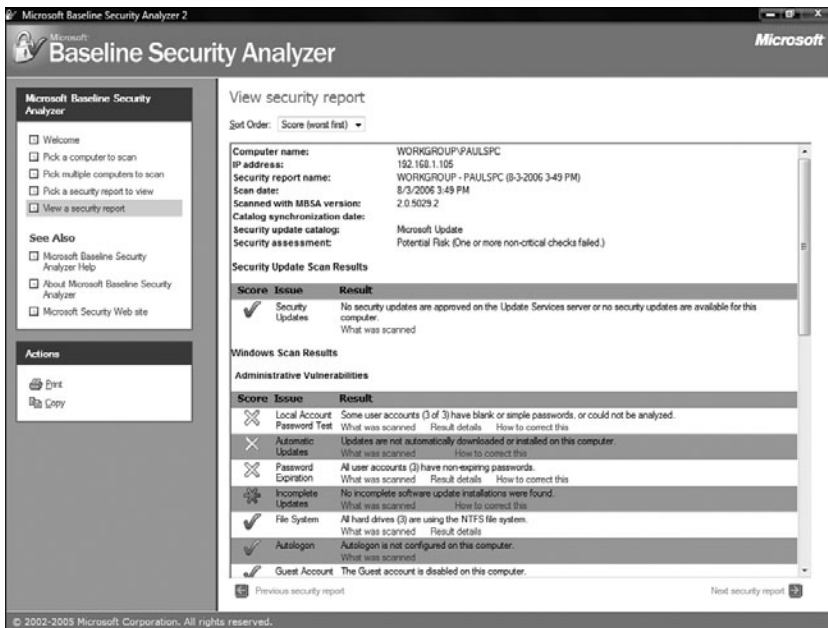 Microsoft Baseline Security Analyzer 2
Microsoft
Baseline Security Analyzer
Microsoft
Microsoft Baseline Security
Analyzer
Welcome
Pick a computer to scan
Pick multiple computers to scan
Pick a security report to view
View a security report
See Also
Microsoft Baseline Security
Analyzer Help
About Microsoft Baseline Security
Analyzer
Microsoft Security Web site
Actions
Print
Copy
View security report
Sort Order: Score (worst first)
Computer name: WORKGROUP\PAULSPC
IP address: 192.168.1.105
Security report name: WORKGROUP - PAULSPC (8-3-2006 3-49 PM)
Scan date: 8/3/2006 3:49 PM
Scanned with MBSA version: 2.0.5029.2
Catalog synchronization date:
Security update catalog: Microsoft Update
Security assessment: Potential Risk (One or more non-critical checks failed.)
Security Update Scan Results
Score Issue Result
Security Updates No security updates are approved on the Update Services server or no security updates are available for this
computer.
What was scanned
Windows Scan Results
Administrative Vulnerabilities
Score Issue Result
Local Account Some user accounts (3 of 3) have blank or simple passwords, or could not be analyzed.
Password Test What was scanned Result details How to correct this
Automatic Updates are not automatically downloaded or installed on this computer.
Updates What was scanned How to correct this
Password All user accounts (3) have non-expiring passwords.
Expiration What was scanned Result details How to correct this
Incomplete No incomplete software update installations were found.
Updates What was scanned How to correct this
File System All hard drives (3) are using the NTFS file system.
What was scanned Result details
Autologon Autologon is not configured on this computer.
What was scanned
Guest Account The Guest account is disabled on this computer.
Previous security report
Next security report
© 2002-2005 Microsoft Corporation. All rights reserved.